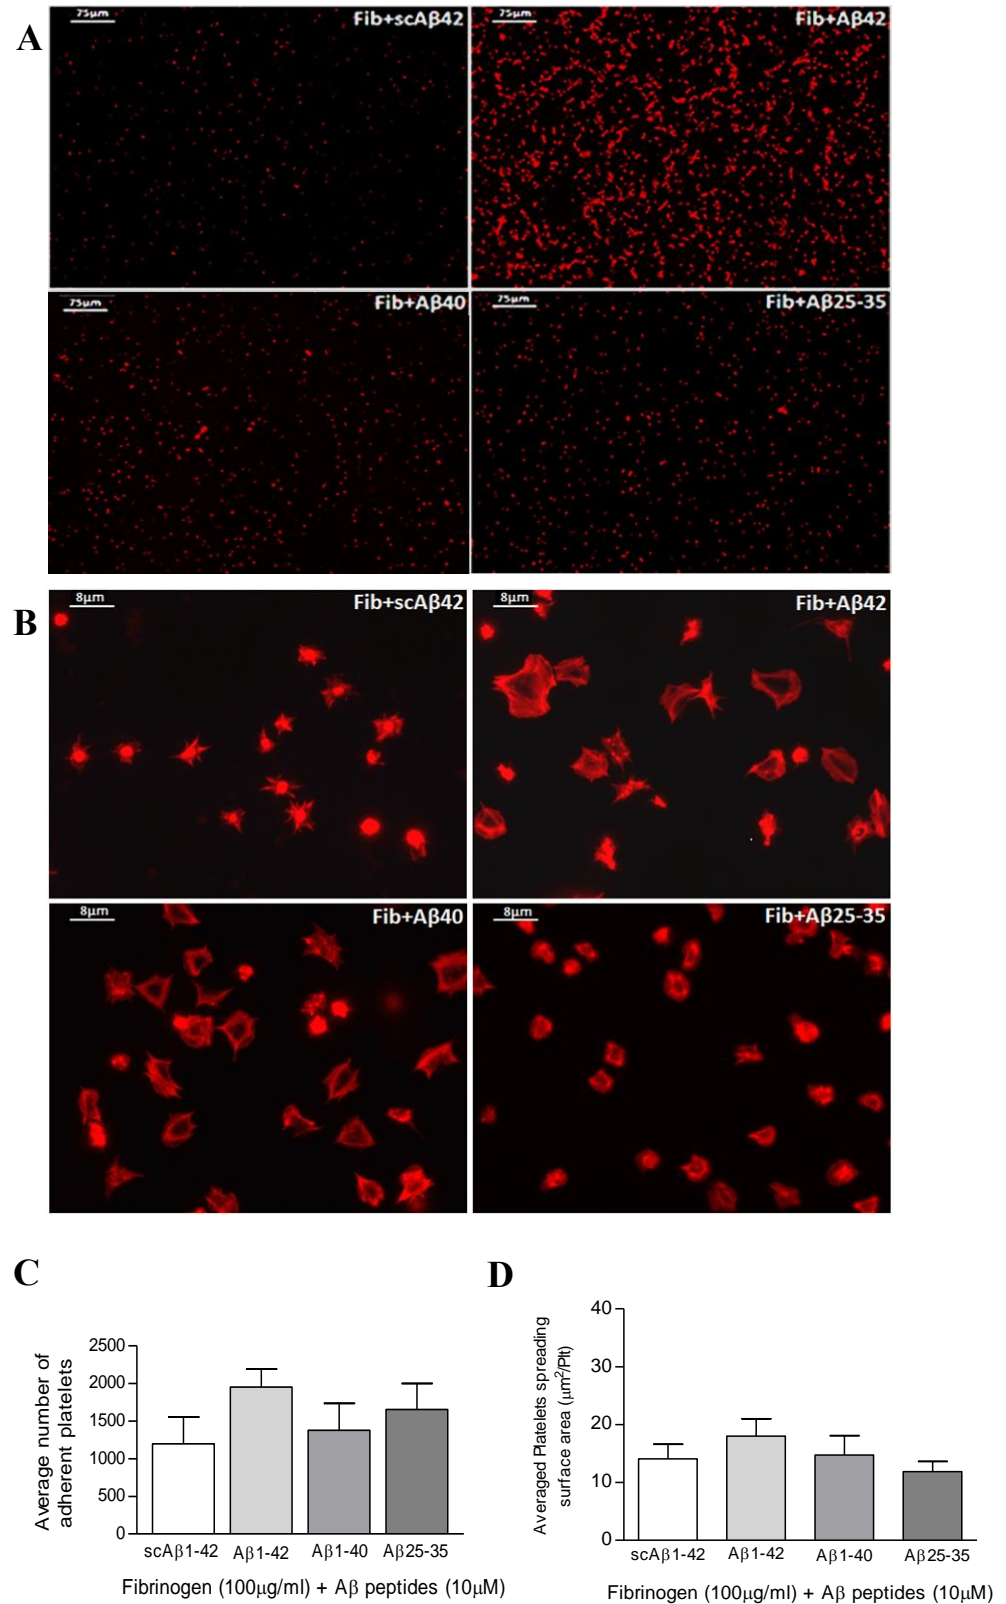 A
75µm
Fib+scAβ42
75µm
Fib+Aβ42
75µm
Fib+Aβ40
75µm
Fib+Aβ25-35
B
8µm
Fib+scAβ42
8µm
Fib+Aβ42
8µm
Fib+Aβ40
8µm
Fib+Aβ25-35
C
Average number of
adherent platelets
2500
2000
1500
1000
500
0
scAβ1-42 Aβ1-42 Aβ1-40 Aβ25-35
Fibrinogen (100µg/ml) + Aβ peptides (10µM)
D
Averaged Platelets spreading
surface area (µm²/Plt)
40
30
20
10
0
scAβ1-42 Aβ1-42 Aβ1-40 Aβ25-35
Fibrinogen (100µg/ml) + Aβ peptides (10µM)